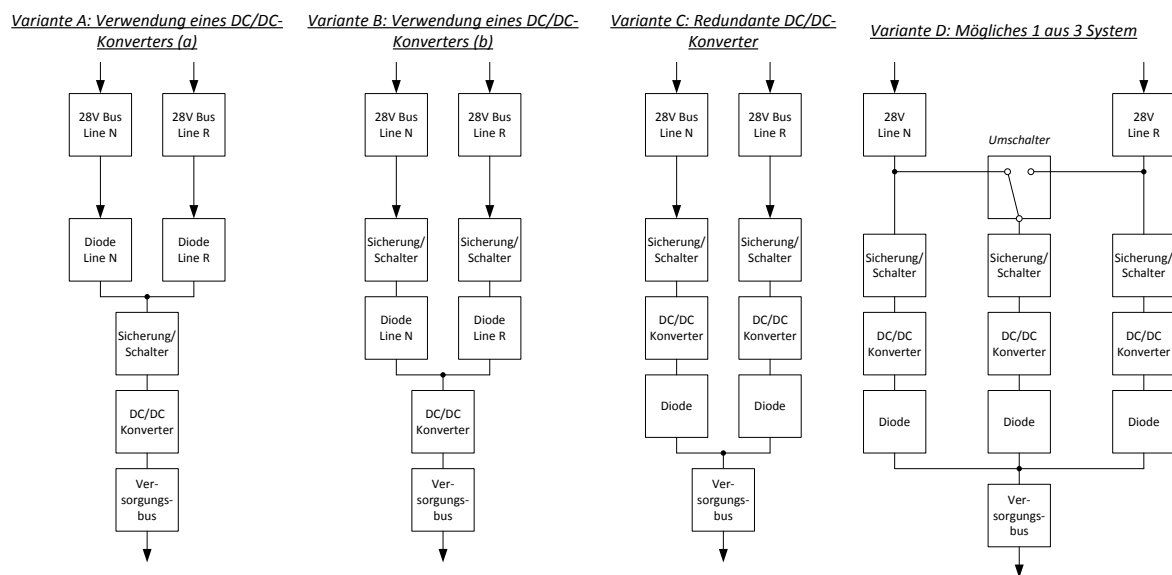 Variante A: Verwendung eines DC/DC-
Konverters (a)
28V Bus
Line N
28V Bus
Line R
Diode
Line N
Diode
Line R
Sicherung/
Schalter
DC/DC
Konverter
Ver-
sorgungs-
bus
Variante B: Verwendung eines DC/DC-
Konverters (b)
28V Bus
Line N
28V Bus
Line R
Sicherung/
Schalter
Sicherung/
Schalter
Diode
Line N
Diode
Line R
DC/DC
Konverter
Ver-
sorgungs-
bus
Variante C: Redundante DC/DC-
Konverter
28V Bus
Line N
28V Bus
Line R
Sicherung/
Schalter
Sicherung/
Schalter
DC/DC
Konverter
DC/DC
Konverter
Diode
Diode
Ver-
sorgungs-
bus
Variante D: Mögliches 1 aus 3 System
28V
Line N
28V
Line R
Umschalter
Sicherung/
Schalter
Sicherung/
Schalter
Sicherung/
Schalter
DC/DC
Konverter
DC/DC
Konverter
DC/DC
Konverter
Diode
Diode
Diode
Ver-
sorgungs-
bus